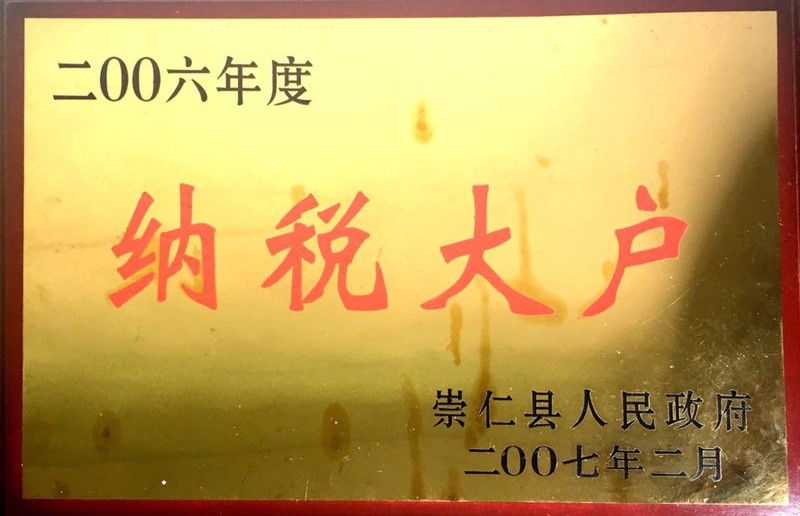 二00六年度
纳税大户
崇仁县人民政府
二00七年二月